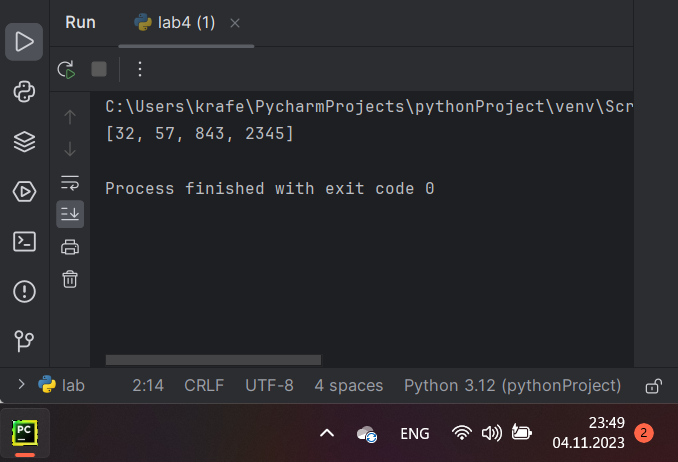 Run lab4 (1)
C:\Users\krafe\PycharmProjects\pythonProject\venv\Scr
[32, 57, 843, 2345]
Process finished with exit code 0
lab 2:14 CRLF UTF-8 4 spaces Python 3.12 (pythonProject)
PC
ENG 23:49 2
04.11.2023